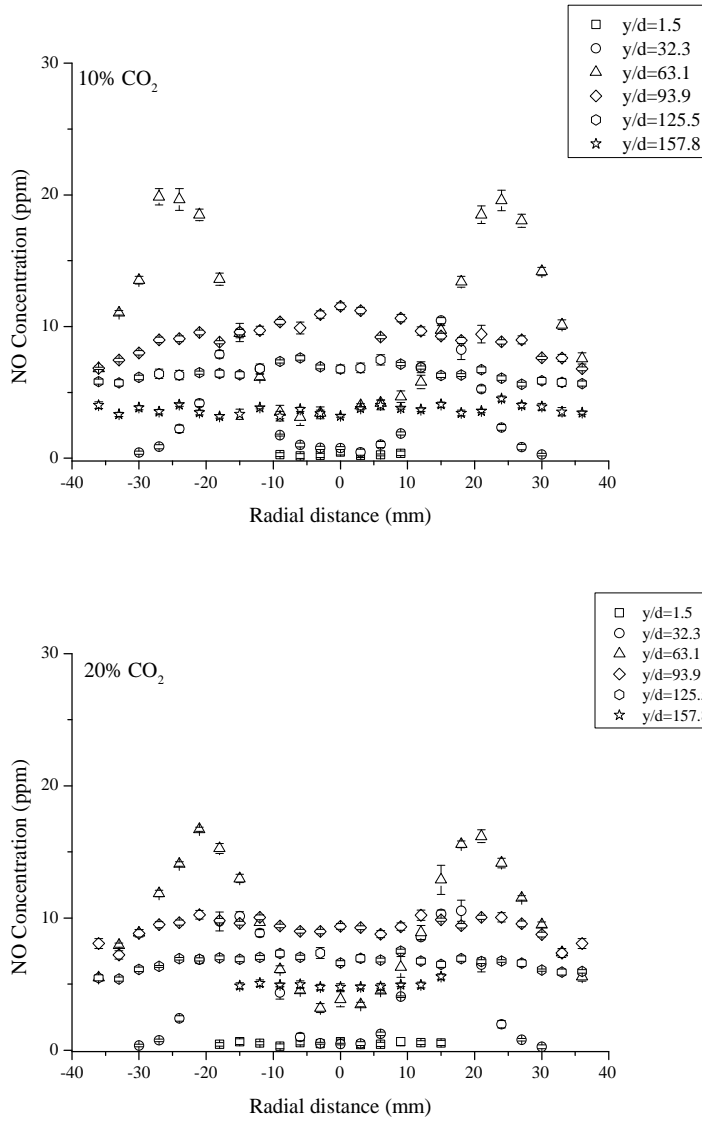 y/d=1.5
y/d=32.3
y/d=63.1
y/d=93.9
y/d=125.5
y/d=157.8
10% CO2
30
20
10
0
NO Concentration (ppm)
-40 -30 -20 -10 0 10 20 30 40
Radial distance (mm)
y/d=1.5
y/d=32.3
y/d=63.1
y/d=93.9
y/d=125.
y/d=157.
20% CO2
30
20
10
0
NO Concentration (ppm)
-40 -30 -20 -10 0 10 20 30 40
Radial distance (mm)